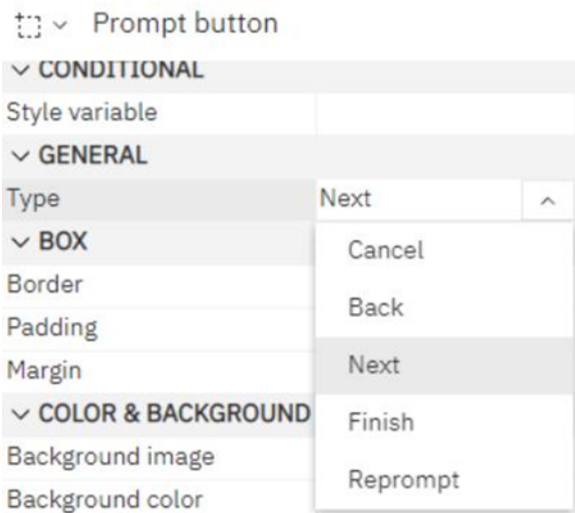 Prompt button
CONDITIONAL
Style variable
GENERAL
Type Next
BOX
Cancel
Border
Back
Padding
Margin
Next
COLOR & BACKGROUND
Finish
Background image
Reprompt
Background color